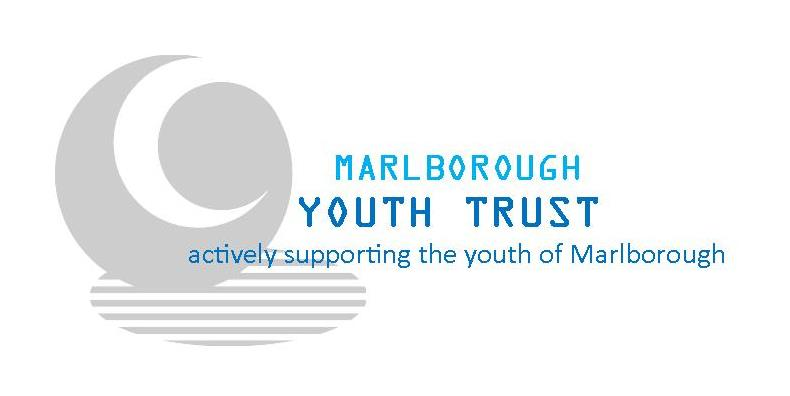 MARLBOROUGH
YOUTH TRUST
actively supporting the youth of Marlborough